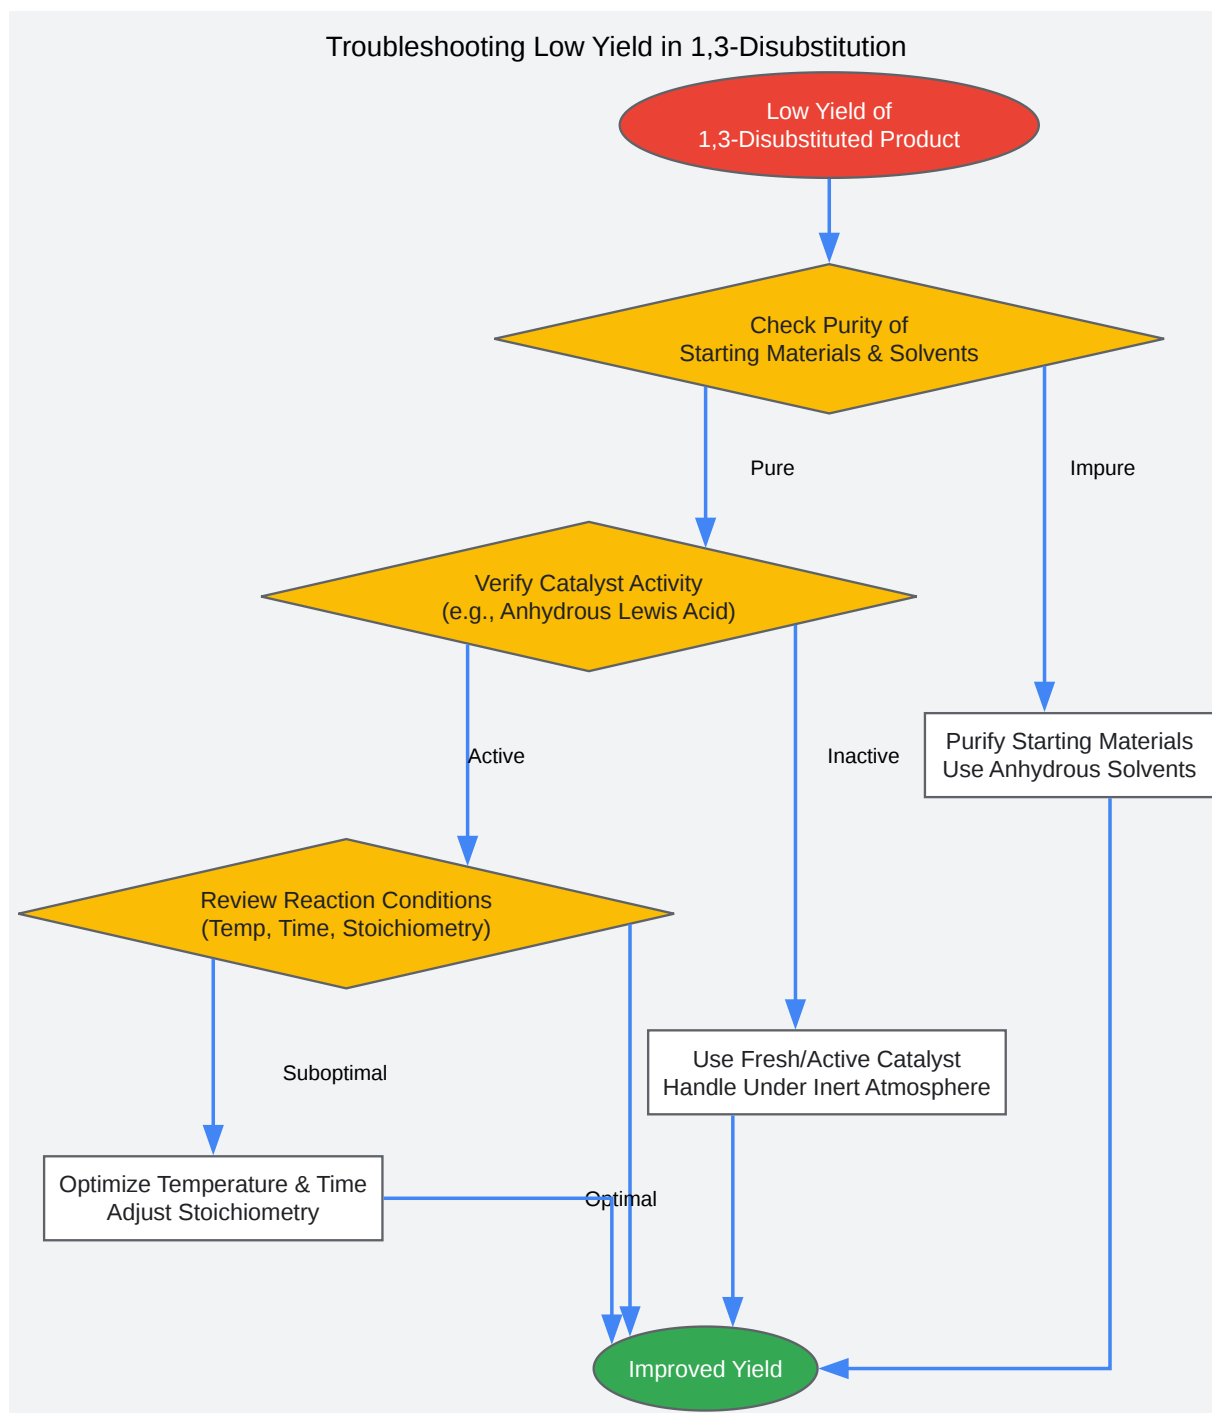 Troubleshooting Low Yield in 1,3-Disubstitution
Low Yield of
1,3-Disubstituted Product
Check Purity of
Starting Materials & Solvents
Pure
Impure
Verify Catalyst Activity
(e.g., Anhydrous Lewis Acid)
Active
Inactive
Purify Starting Materials
Use Anhydrous Solvents
Review Reaction Conditions
(Temp, Time, Stoichiometry)
Suboptimal
Use Fresh/Active Catalyst
Handle Under Inert Atmosphere
Optimize Temperature & Time
Adjust Stoichiometry
Optimal
Improved Yield